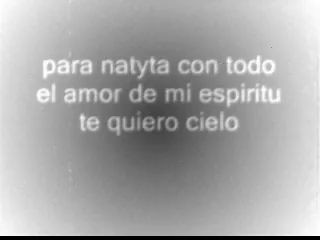 para natyta con todo
el amor de mi espiritu
te quiero cielo